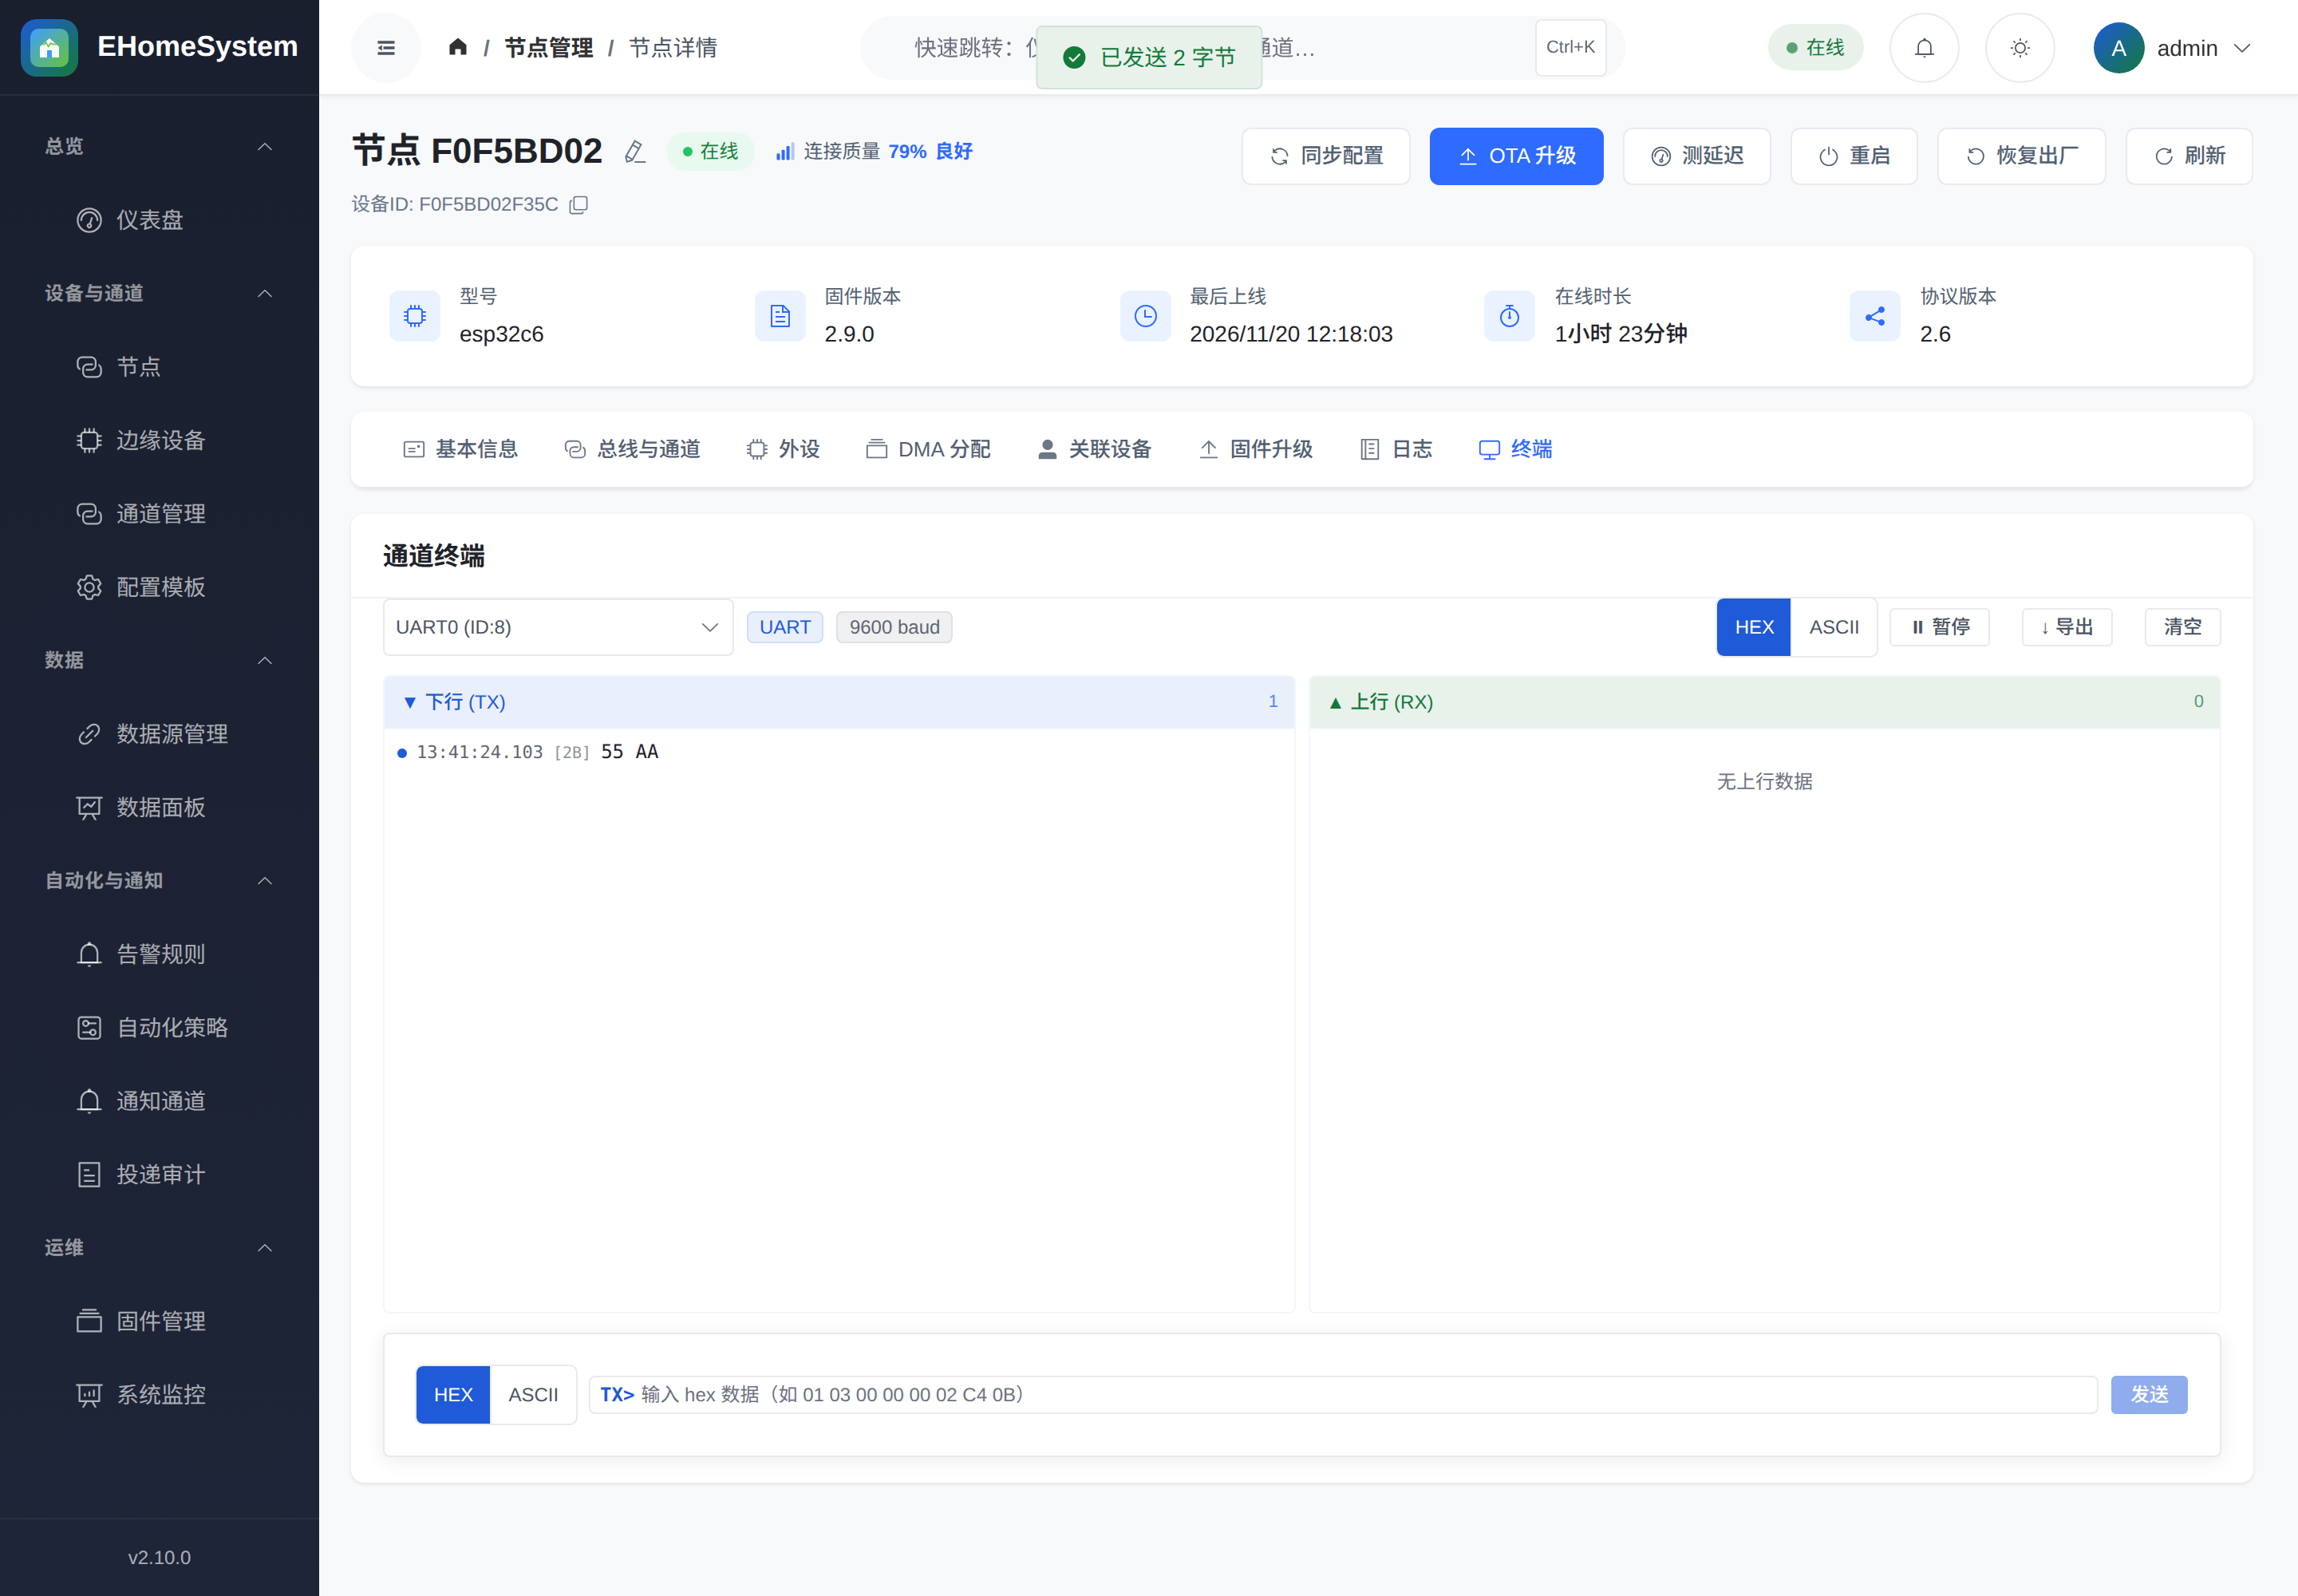 EHomeSystem
总览
仪表盘
设备与通道
节点
边缘设备
通道管理
配置模板
数据
数据源管理
数据面板
自动化与通知
告警规则
自动化策略
通知通道
投递审计
运维
固件管理
系统监控
v2.10.0
/ 节点管理 / 节点详情
快速跳转: 通道... Ctrl+K
已发送 2 字节
在线
A admin
节点 F0F5BD02 在线 连接质量 79% 良好
设备ID: F0F5BD02F35C
同步配置 OTA 升级 测延迟 重启 恢复出厂 刷新
型号
esp32c6
固件版本
2.9.0
最后上线
2026/11/20 12:18:03
在线时长
1小时 23分钟
协议版本
2.6
基本信息 总线与通道 外设 DMA 分配 关联设备 固件升级 日志 终端
通道终端
UART0 (ID:8) UART 9600 baud HEX ASCII ⏸ 暂停 ↓ 导出 清空
▼ 下行 (TX) 1
13:41:24.103 [2B] 55 AA
▲ 上行 (RX) 0
无上行数据
HEX ASCII TX> 输入 hex 数据（如 01 03 00 00 00 02 C4 0B） 发送